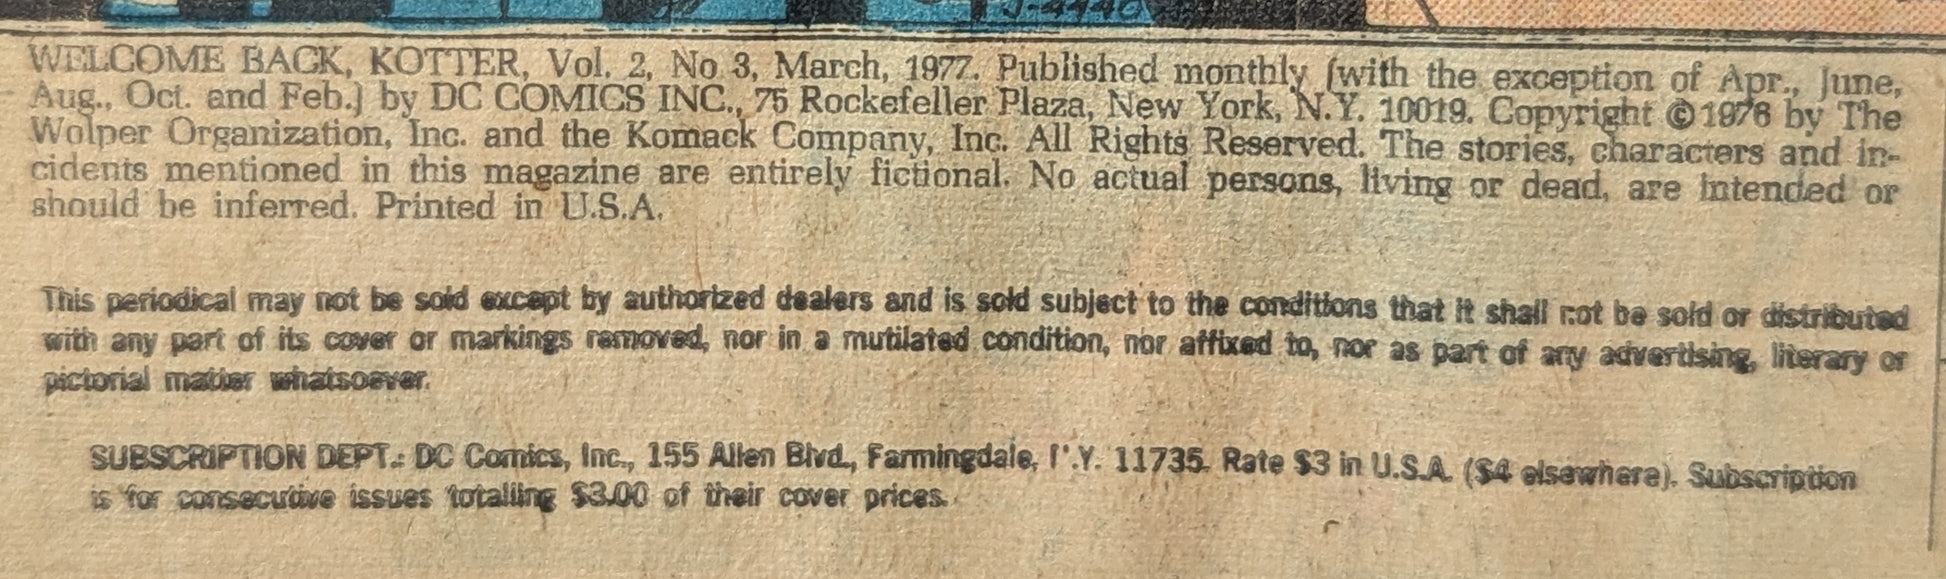 J-4440
WELCOME BACK, KOTTER, Vol. 2, No 3, March, 1977. Published monthly (with the exception of Apr., June,
Aug., Oct. and Feb.) by DC COMICS INC., 75 Rockefeller Plaza, New York, N.Y. 10019. Copyright © 1976 by The
Wolper Organization, Inc. and the Komack Company, Inc. All Rights Reserved. The stories, characters and in-
cidents mentioned in this magazine are entirely fictional. No actual persons, living or dead, are intended or
should be inferred. Printed in U.S.A.
This periodical may not be sold except by authorized dealers and is sold subject to the conditions that it shall not be sold or distributed
with any part of its cover or markings removed, nor in a mutilated condition, nor affixed to, nor as part of any advertising, literary or
pictorial matter whatsoever.
SUBSCRIPTION DEPT.: DC Comics, Inc., 155 Allen Blvd., Farmingdale, N.Y. 11735. Rate $3 in U.S.A. ($4 elsewhere). Subscription
is for consecutive issues totalling $3.00 of their cover prices.